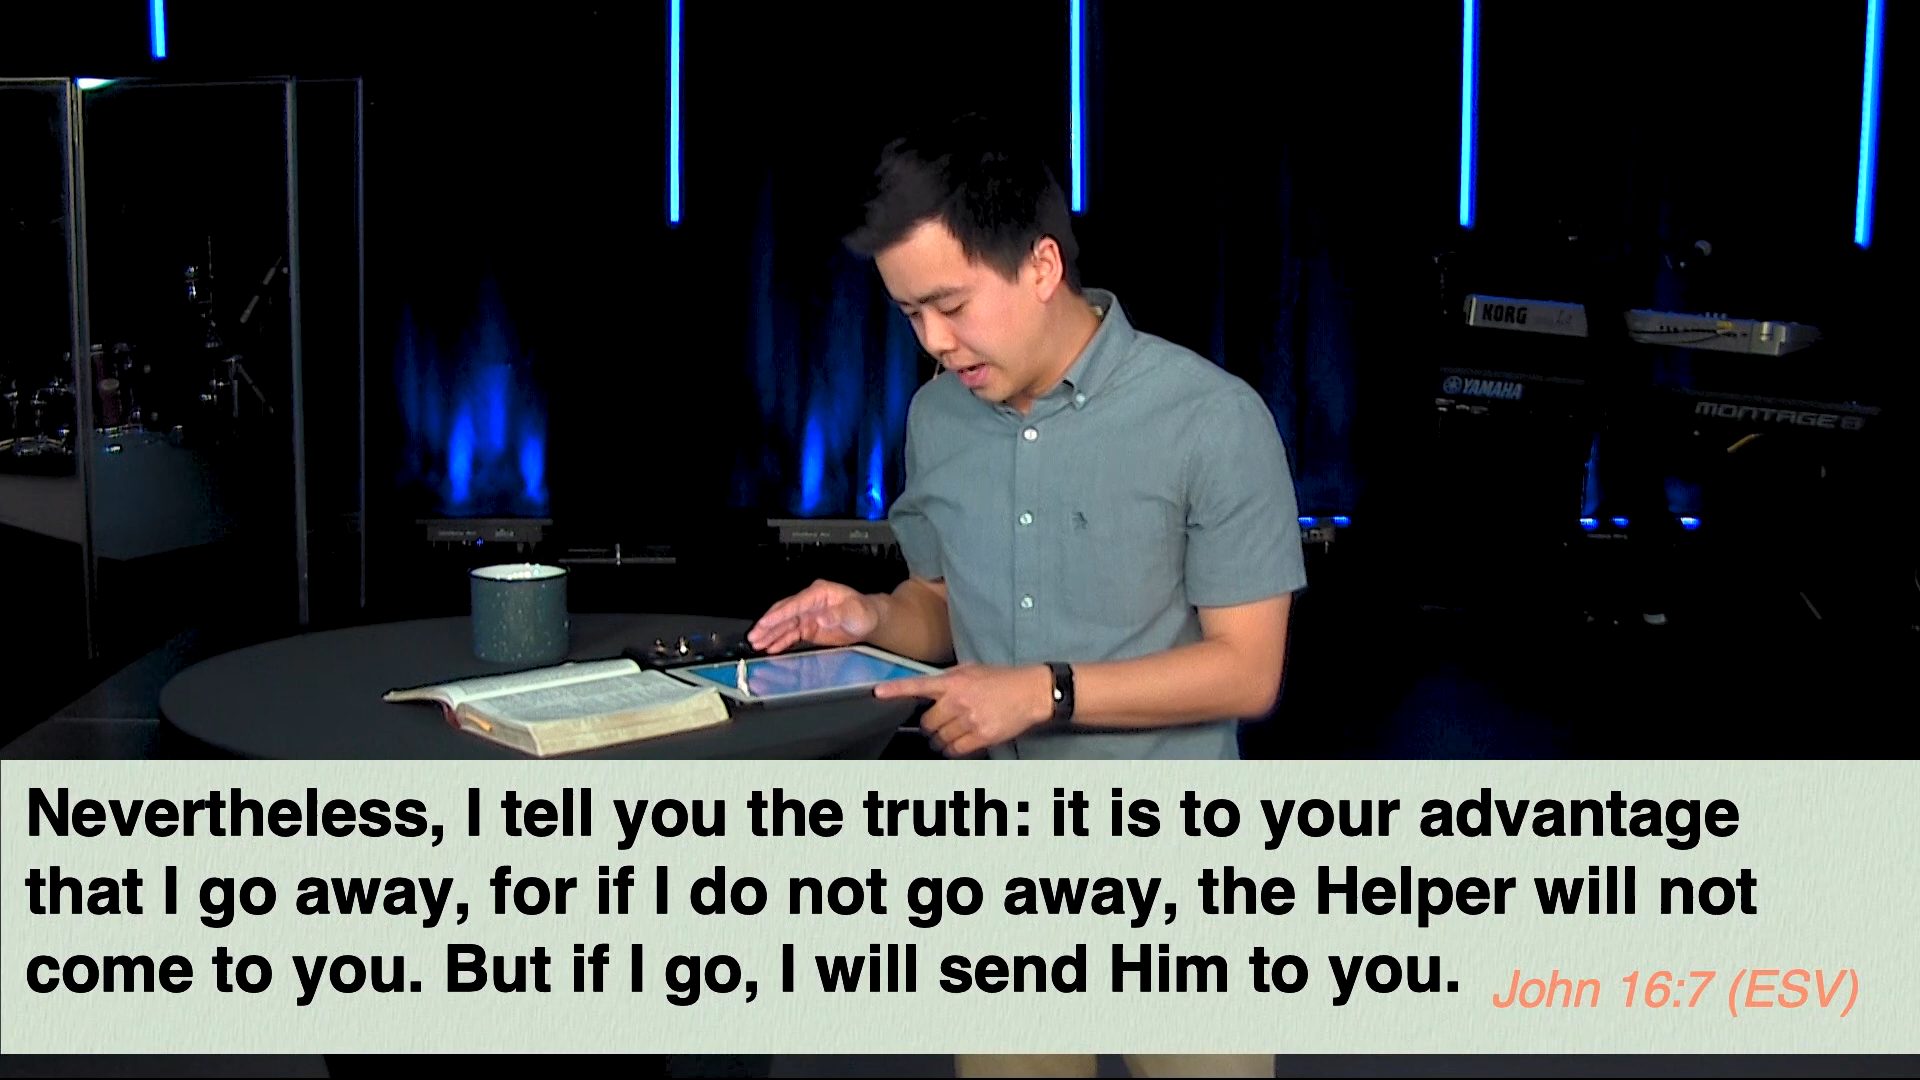 KORG
YAMAHA
MONTAGE 8
Nevertheless, I tell you the truth: it is to your advantage
that I go away, for if I do not go away, the Helper will not
come to you. But if I go, I will send Him to you.
John 16:7 (ESV)